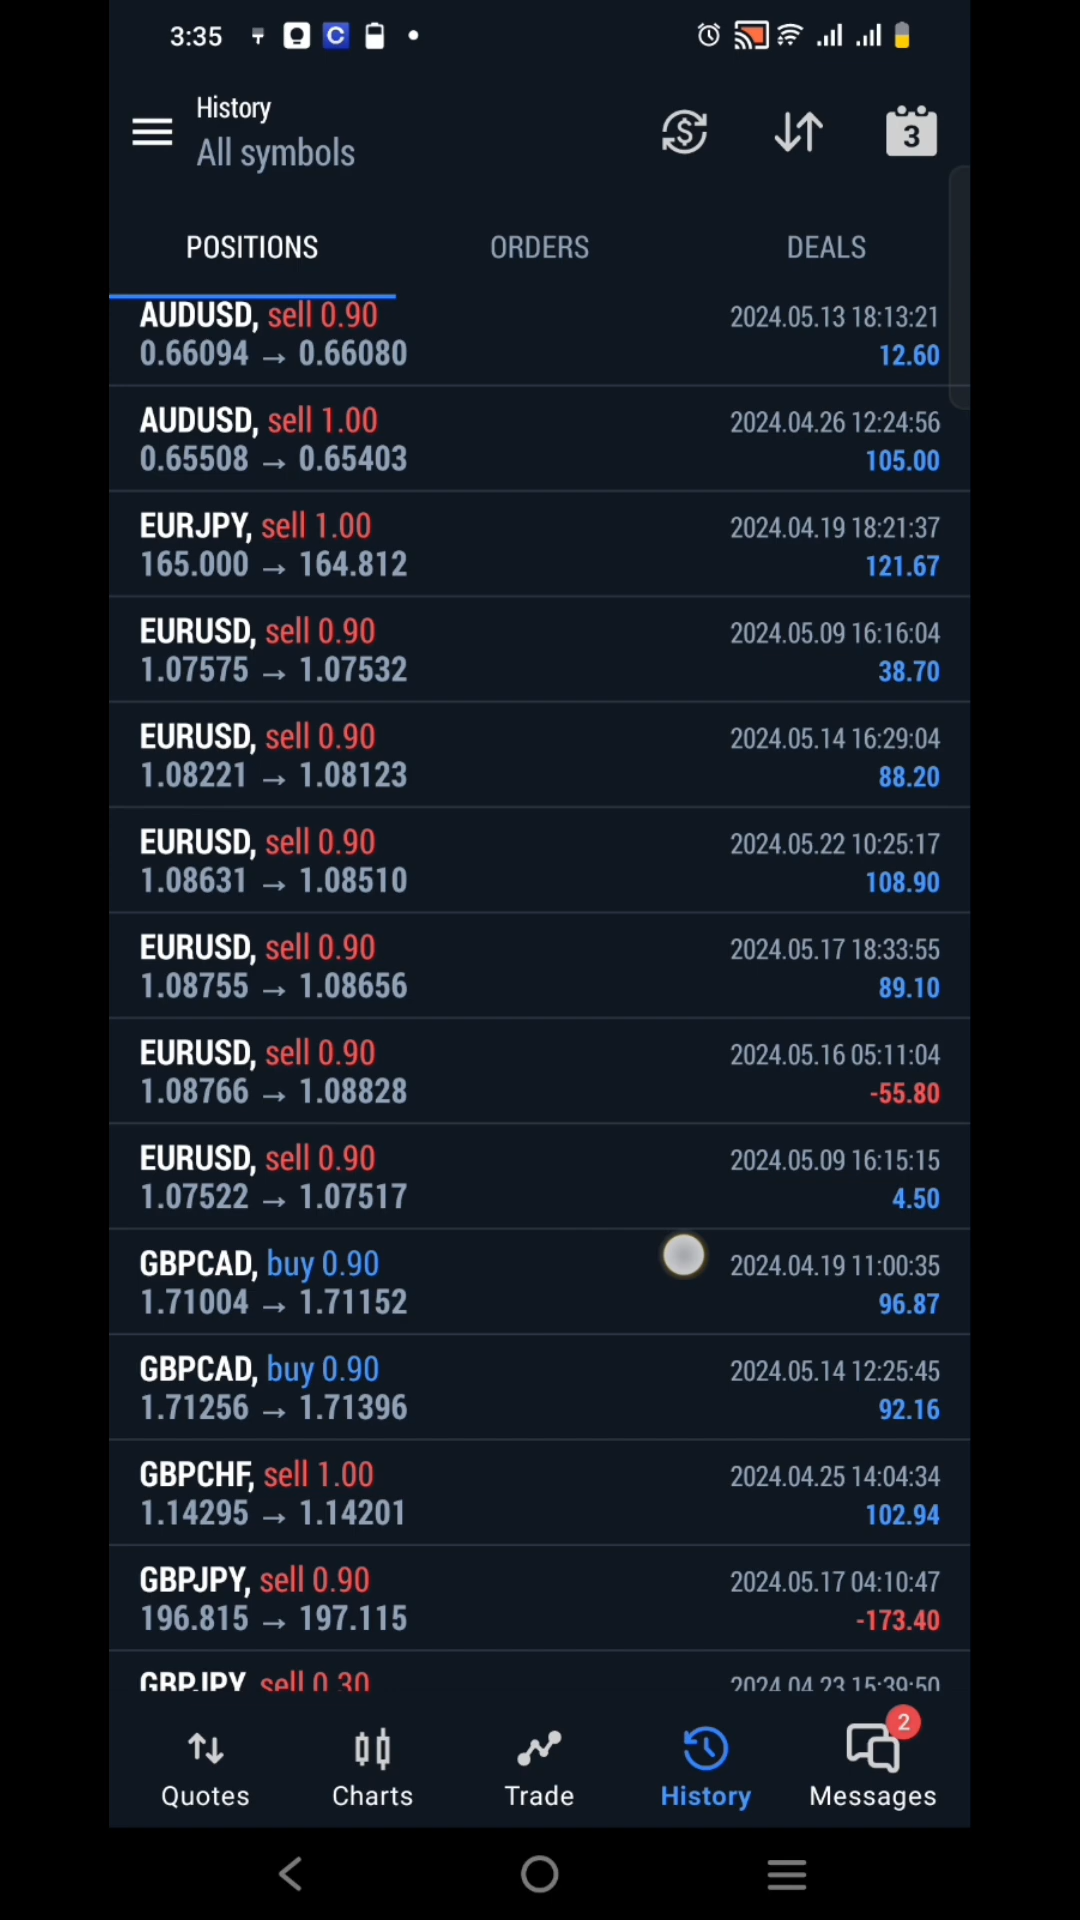 3:35
C
History
All symbols
3
POSITIONS ORDERS DEALS
AUDUSD, sell 0.90 2024.05.13 18:13:21
0.66094 → 0.66080 12.60
AUDUSD, sell 1.00 2024.04.26 12:24:56
0.65508 → 0.65403 105.00
EURJPY, sell 1.00 2024.04.19 18:21:37
165.000 → 164.812 121.67
EURUSD, sell 0.90 2024.05.09 16:16:04
1.07575 → 1.07532 38.70
EURUSD, sell 0.90 2024.05.14 16:29:04
1.08221 → 1.08123 88.20
EURUSD, sell 0.90 2024.05.22 10:25:17
1.08631 → 1.08510 108.90
EURUSD, sell 0.90 2024.05.17 18:33:55
1.08755 → 1.08656 89.10
EURUSD, sell 0.90 2024.05.16 05:11:04
1.08766 → 1.08828 -55.80
EURUSD, sell 0.90 2024.05.09 16:15:15
1.07522 → 1.07517 4.50
GBPCAD, buy 0.90 2024.04.19 11:00:35
1.71004 → 1.71152 96.87
GBPCAD, buy 0.90 2024.05.14 12:25:45
1.71256 → 1.71396 92.16
GBPCHF, sell 1.00 2024.04.25 14:04:34
1.14295 → 1.14201 102.94
GBPJPY, sell 0.90 2024.05.17 04:10:47
196.815 → 197.115 -173.40
GBPJPY sell 0.30 2024.04.23 15:39:50
2
Quotes Charts Trade History Messages